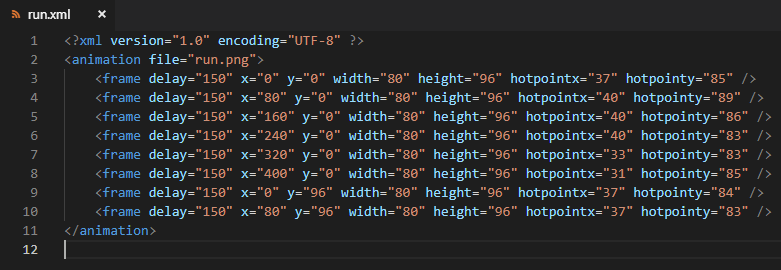 run.xml ×
1 <?xml version="1.0" encoding="UTF-8" ?>
2 <animation file="run.png">
3 <frame delay="150" x="0" y="0" width="80" height="96" hotpointx="37" hotpointy="85" />
4 <frame delay="150" x="80" y="0" width="80" height="96" hotpointx="40" hotpointy="89" />
5 <frame delay="150" x="160" y="0" width="80" height="96" hotpointx="40" hotpointy="86" />
6 <frame delay="150" x="240" y="0" width="80" height="96" hotpointx="40" hotpointy="83" />
7 <frame delay="150" x="320" y="0" width="80" height="96" hotpointx="33" hotpointy="83" />
8 <frame delay="150" x="400" y="0" width="80" height="96" hotpointx="31" hotpointy="85" />
9 <frame delay="150" x="0" y="96" width="80" height="96" hotpointx="37" hotpointy="84" />
10 <frame delay="150" x="80" y="96" width="80" height="96" hotpointx="37" hotpointy="83" />
11 </animation>
12